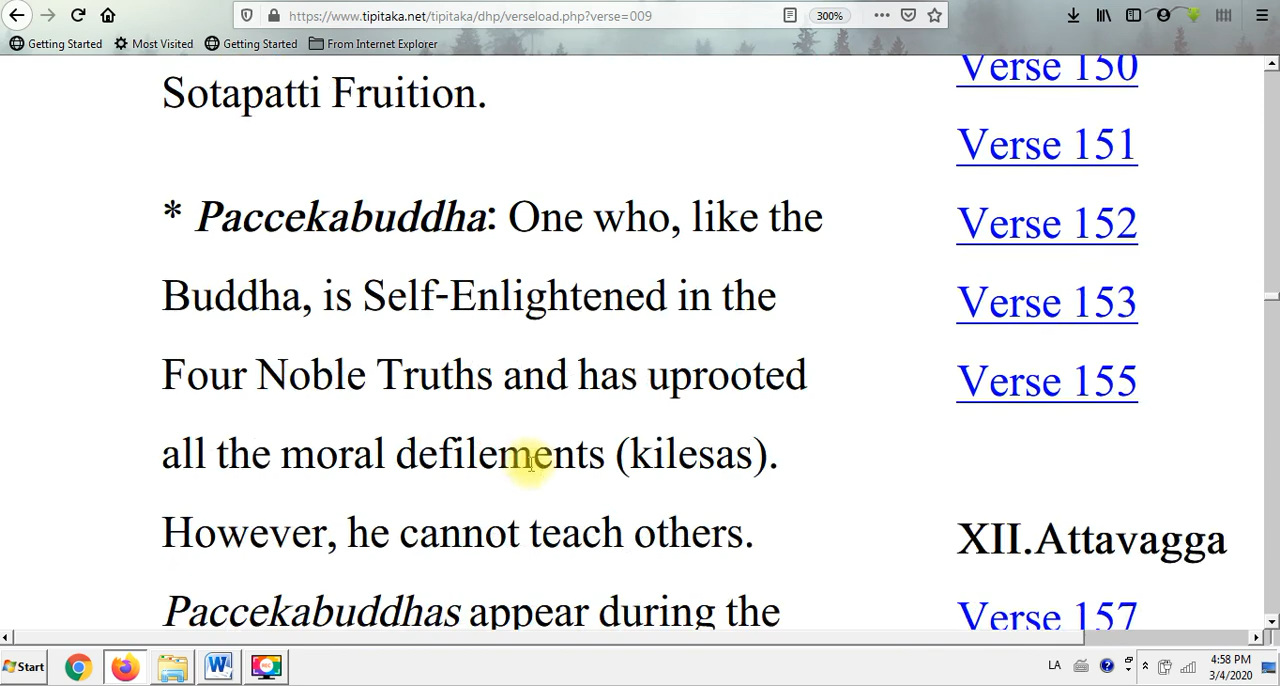 https://www.tipitaka.net/tipitaka/dhp/verseload.php?verse=009
300%
Getting Started
Most Visited
Getting Started
From Internet Explorer
Sotapatti Fruition.
* Paccekabuddha: One who, like the
Buddha, is Self-Enlightened in the
Four Noble Truths and has uprooted
all the moral defilements (kilesas).
However, he cannot teach others.
Paccekabuddhas appear during the
Verse 150
Verse 151
Verse 152
Verse 153
Verse 155
XII.Attavagga
Verse 157
Start
LA
4:58 PM
3/4/2020